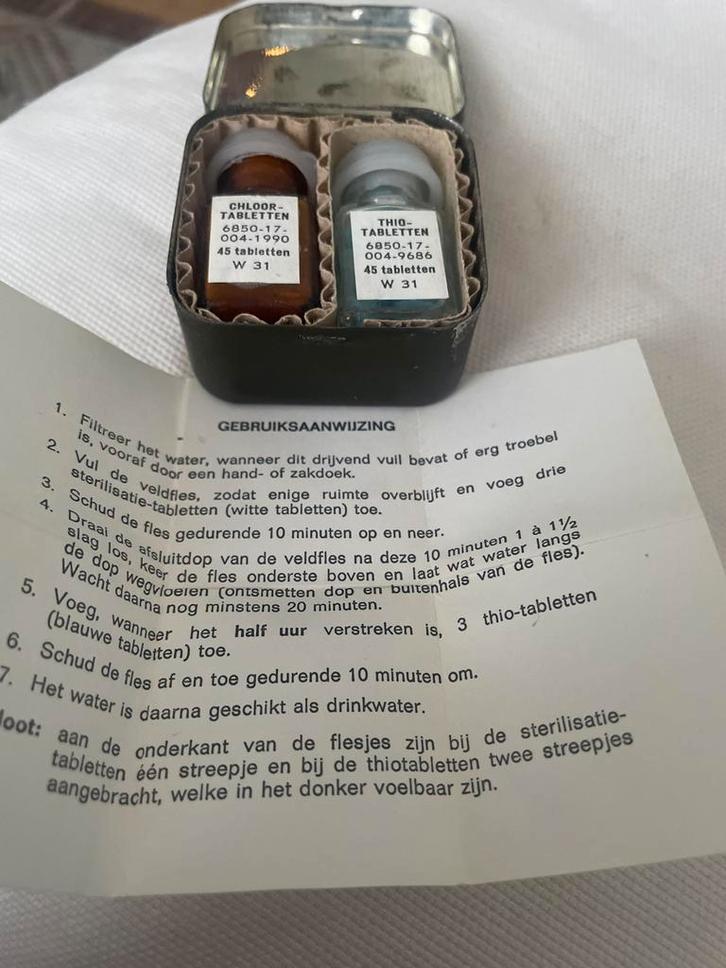 CHLOOR-
TABLETTEN
6850-17-
004-1990
45 tabletten
W 31
THIO-
TABLETTEN
6850-17-
004-9686
45 tabletten
W 31
GEBRUIKSAANWIJZING
1. Filtreer het water, wanneer dit drijvend vuil bevat of erg troebel
is, vooraf door een hand- of zakdoek.
2. Vul de veldfles, zodat enige ruimte overblijft en voeg drie
sterilisatie-tabletten (witte tabletten) toe.
3. Schud de fles gedurende 10 minuten op en neer.
4. Draai de afsluitdop van de veldfles na deze 10 minuten 1 à 1½
slag los, keer de fles onderste boven en laat wat water langs
de dop wegvloeien (ontsmetten dop en buitenhals van de fles).
Wacht daarna nog minstens 20 minuten.
5. Voeg, wanneer het half uur verstreken is, 3 thio-tabletten
(blauwe tabletten) toe.
6. Schud de fles af en toe gedurende 10 minuten om.
7. Het water is daarna geschikt als drinkwater.
Noot: aan de onderkant van de flesjes zijn bij de sterilisatie-
tabletten één streepje en bij de thiotabletten twee streepjes
aangebracht, welke in het donker voelbaar zijn.